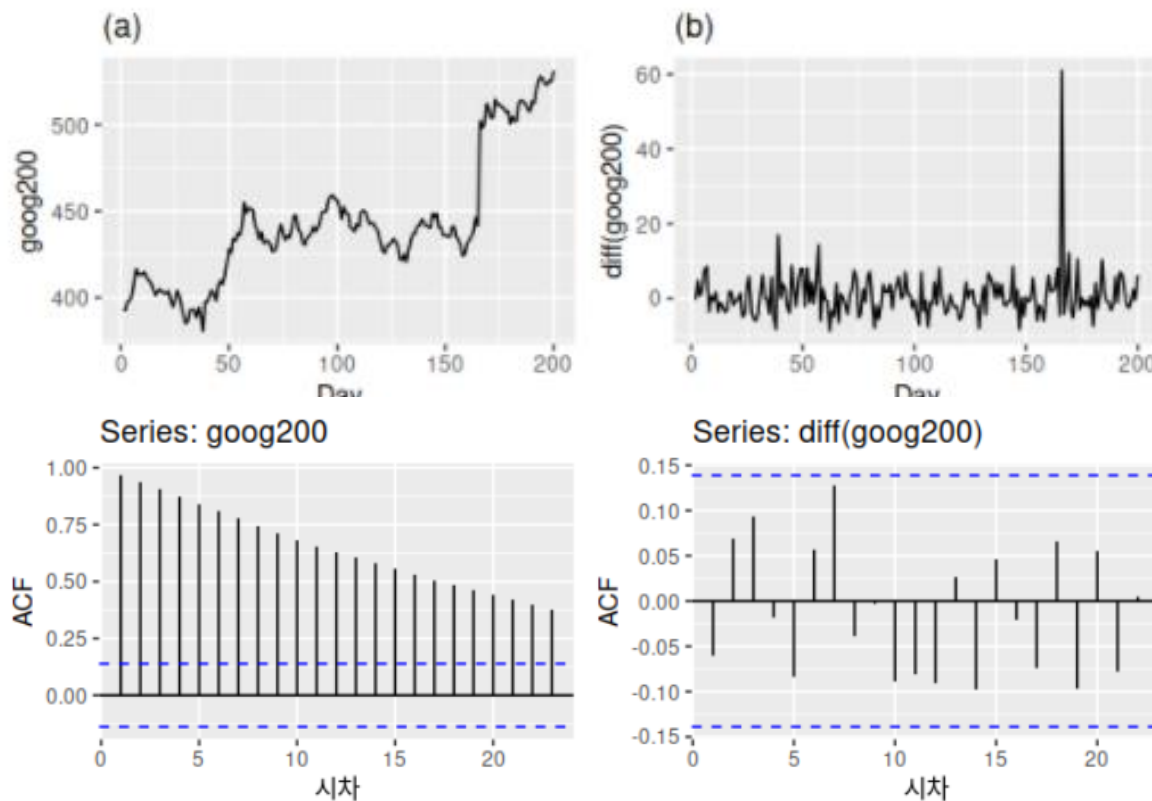 (a)
goog200
500
450
400
0 50 100 150 200
Day
(b)
diff(goog200)
60
40
20
0
0 50 100 150 200
Day
Series: goog200
ACF
1.00
0.75
0.50
0.25
0.00
0 5 10 15 20
시차
Series: diff(goog200)
ACF
0.15
0.10
0.05
0.00
-0.05
-0.10
-0.15
0 5 10 15 20
시차